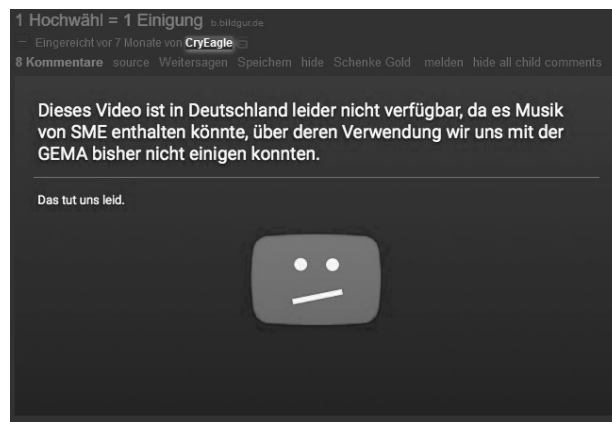 1 Hochwähl = 1 Einigung b.bildgur.de
– Eingereicht vor 7 Monate von CryEagle
8 Kommentare source Weitersagen Speichern hide Schenke Gold melden hide all child comments
Dieses Video ist in Deutschland leider nicht verfügbar, da es Musik
von SME enthalten könnte, über deren Verwendung wir uns mit der
GEMA bisher nicht einigen konnten.
Das tut uns leid.